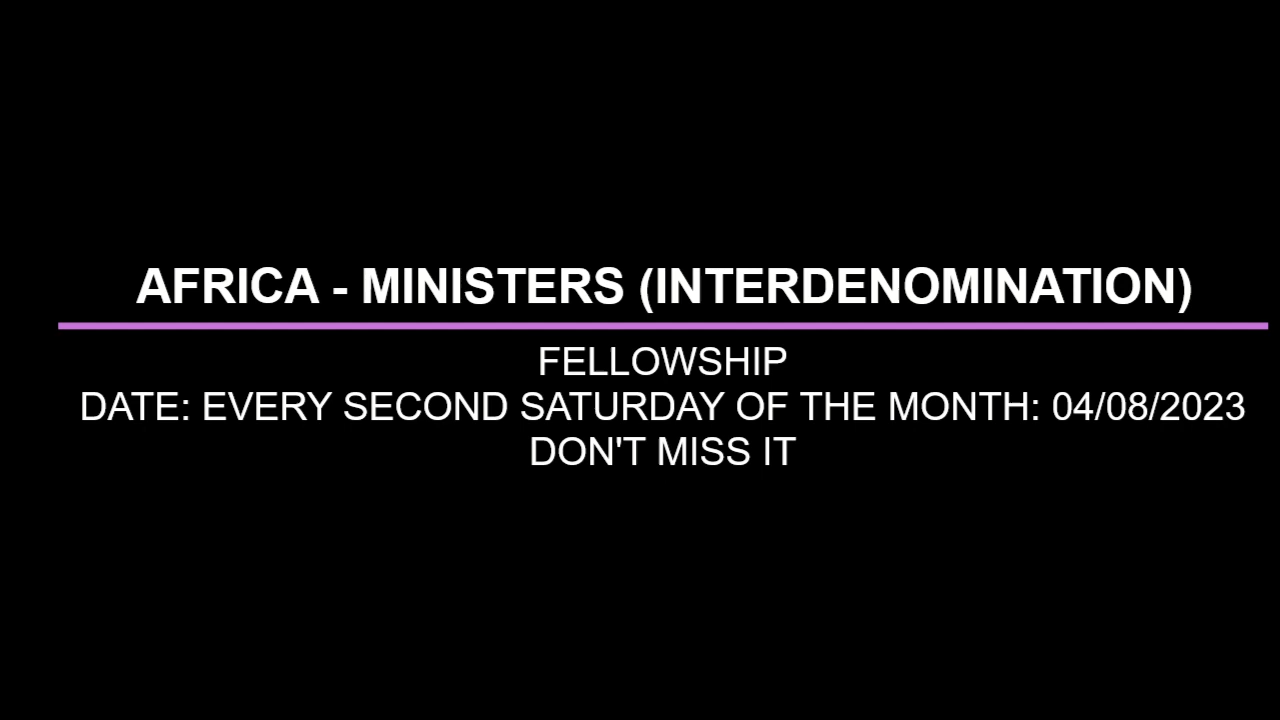 AFRICA - MINISTERS (INTERDENOMINATION)
FELLOWSHIP
DATE: EVERY SECOND SATURDAY OF THE MONTH: 04/08/2023
DON'T MISS IT